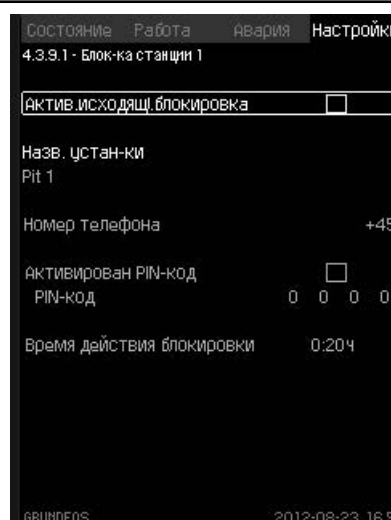 Состояние Работа Авария Настройки
4.3.9.1 - Блок-ка станции 1
Актив.исходящ.блокировка
Назв. устан-ки
Pit 1
Номер телефона +45
Активирован PIN-код
PIN-код 0 0 0 0
Время действия блокировки 0:20ч
GRUNDFOS 2012-08-23 16:5